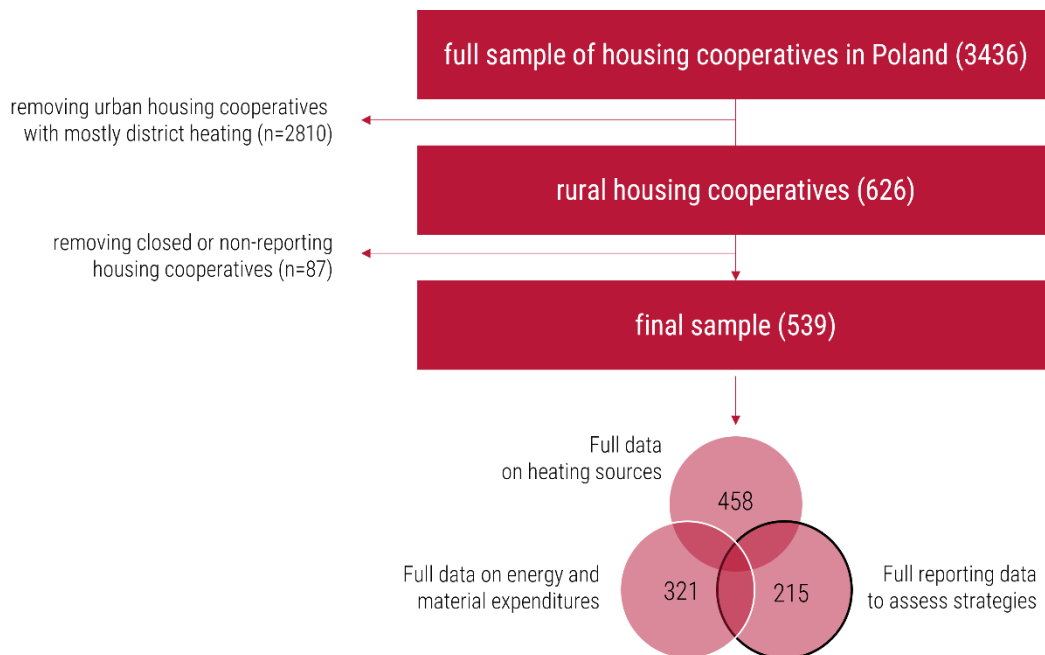 full sample of housing cooperatives in Poland (3436)
removing urban housing cooperatives
with mostly district heating (n=2810)
rural housing cooperatives (626)
removing closed or non-reporting
housing cooperatives (n=87)
final sample (539)
Full data
on heating sources
458
Full data on energy and
material expenditures
321
215
Full reporting data
to assess strategies